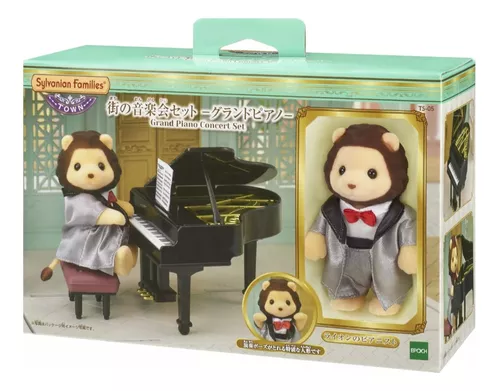 Sylvanian Families
TOWN
街の音楽会セット-グランドピアノ-
Grand Piano Concert Set
TS-05
ライオンのピアニスト
EPOCH